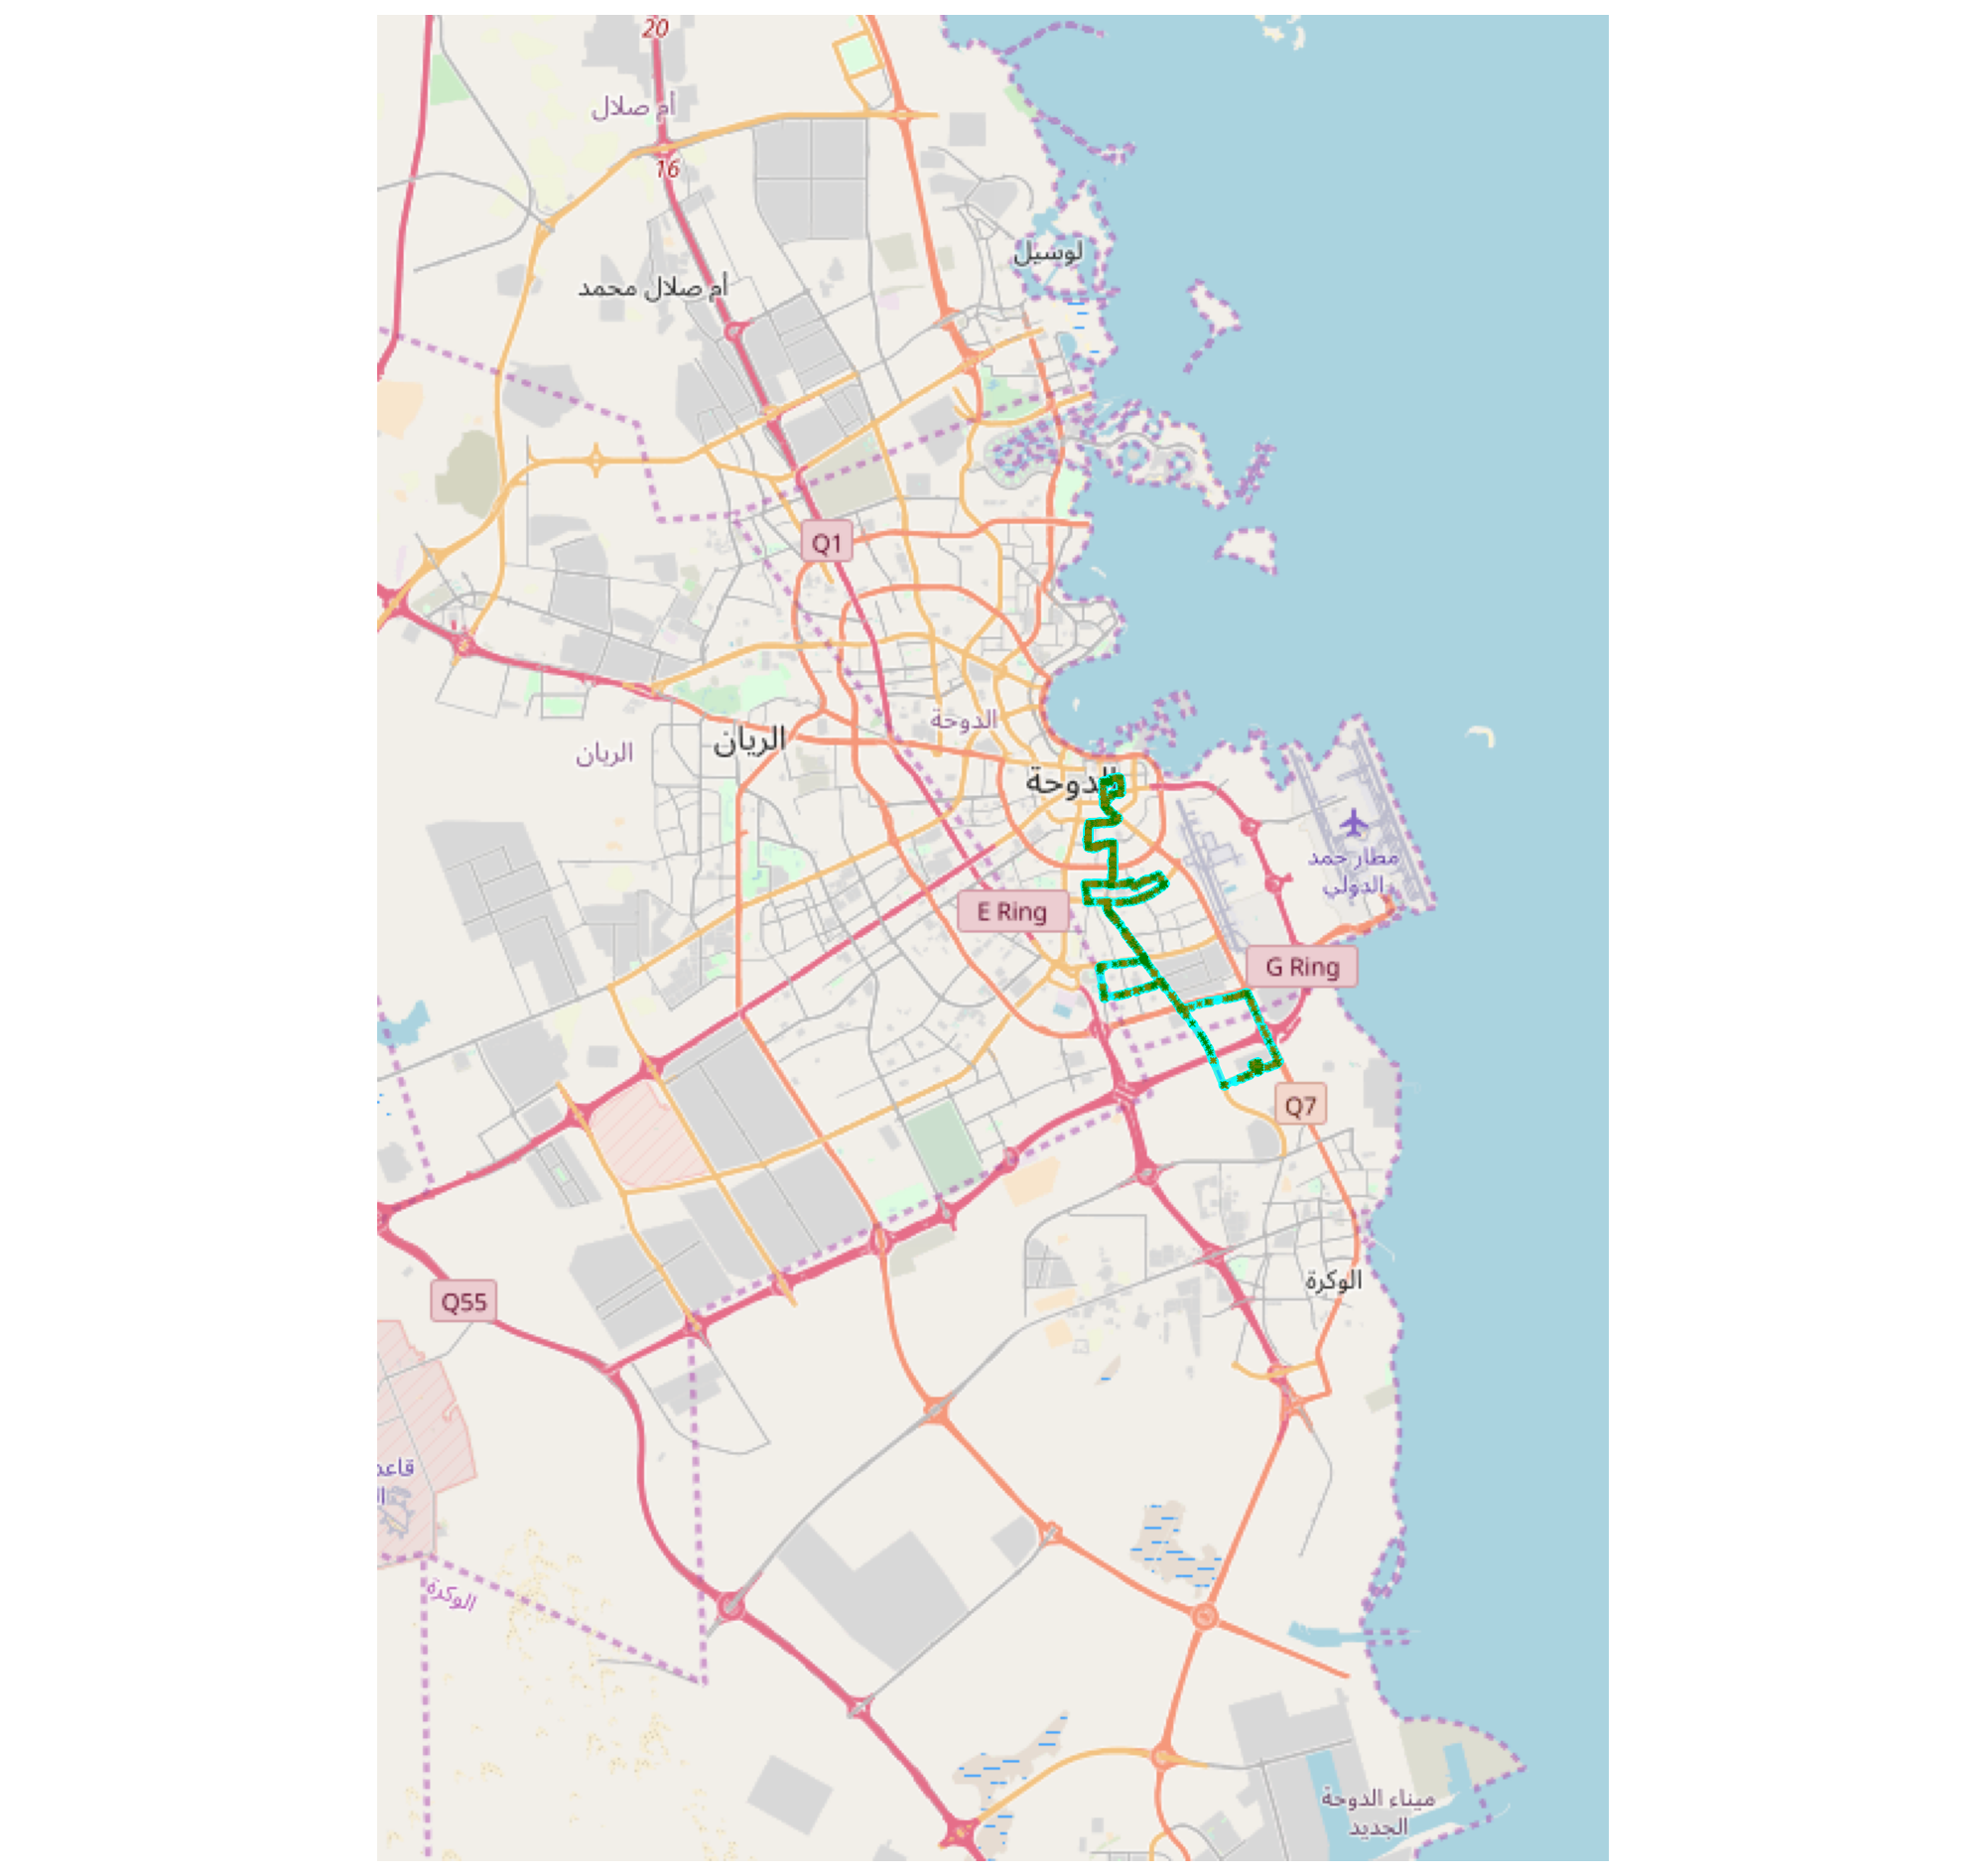 20
أم صلال
16
لوسيل
أم صلال محمد
Q1
الدوحة
الريان
الريان
الدوحة
مطار حمد
الدولي
E Ring
G Ring
Q7
الوكرة
Q55
قاعد
ال
الوكرة
ميناء الدوحة
الجديد